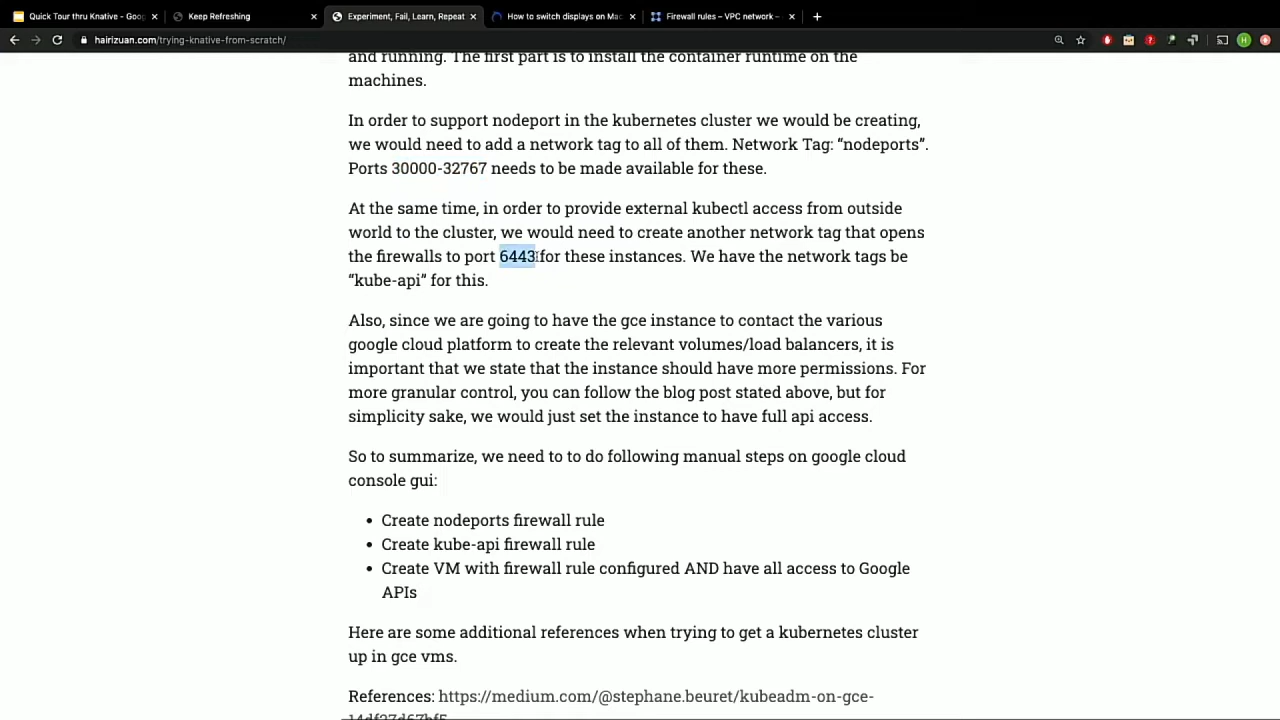 Quick Tour thru Knative - Goo
Keep Refreshing
Experiment, Fail, Learn, Repeat
How to switch displays on Mac
Firewall rules – VPC network –
hairizuan.com/trying-knative-from-scratch/
and running. The first part is to install the container runtime on the
machines.
In order to support nodeport in the kubernetes cluster we would be creating,
we would need to add a network tag to all of them. Network Tag: “nodeports”.
Ports 30000-32767 needs to be made available for these.
At the same time, in order to provide external kubectl access from outside
world to the cluster, we would need to create another network tag that opens
the firewalls to port 6443 for these instances. We have the network tags be
“kube-api” for this.
Also, since we are going to have the gce instance to contact the various
google cloud platform to create the relevant volumes/load balancers, it is
important that we state that the instance should have more permissions. For
more granular control, you can follow the blog post stated above, but for
simplicity sake, we would just set the instance to have full api access.
So to summarize, we need to to do following manual steps on google cloud
console gui:
• Create nodeports firewall rule
• Create kube-api firewall rule
• Create VM with firewall rule configured AND have all access to Google
APIs
Here are some additional references when trying to get a kubernetes cluster
up in gce vms.
References: https://medium.com/@stephane.beuret/kubeadm-on-gce-